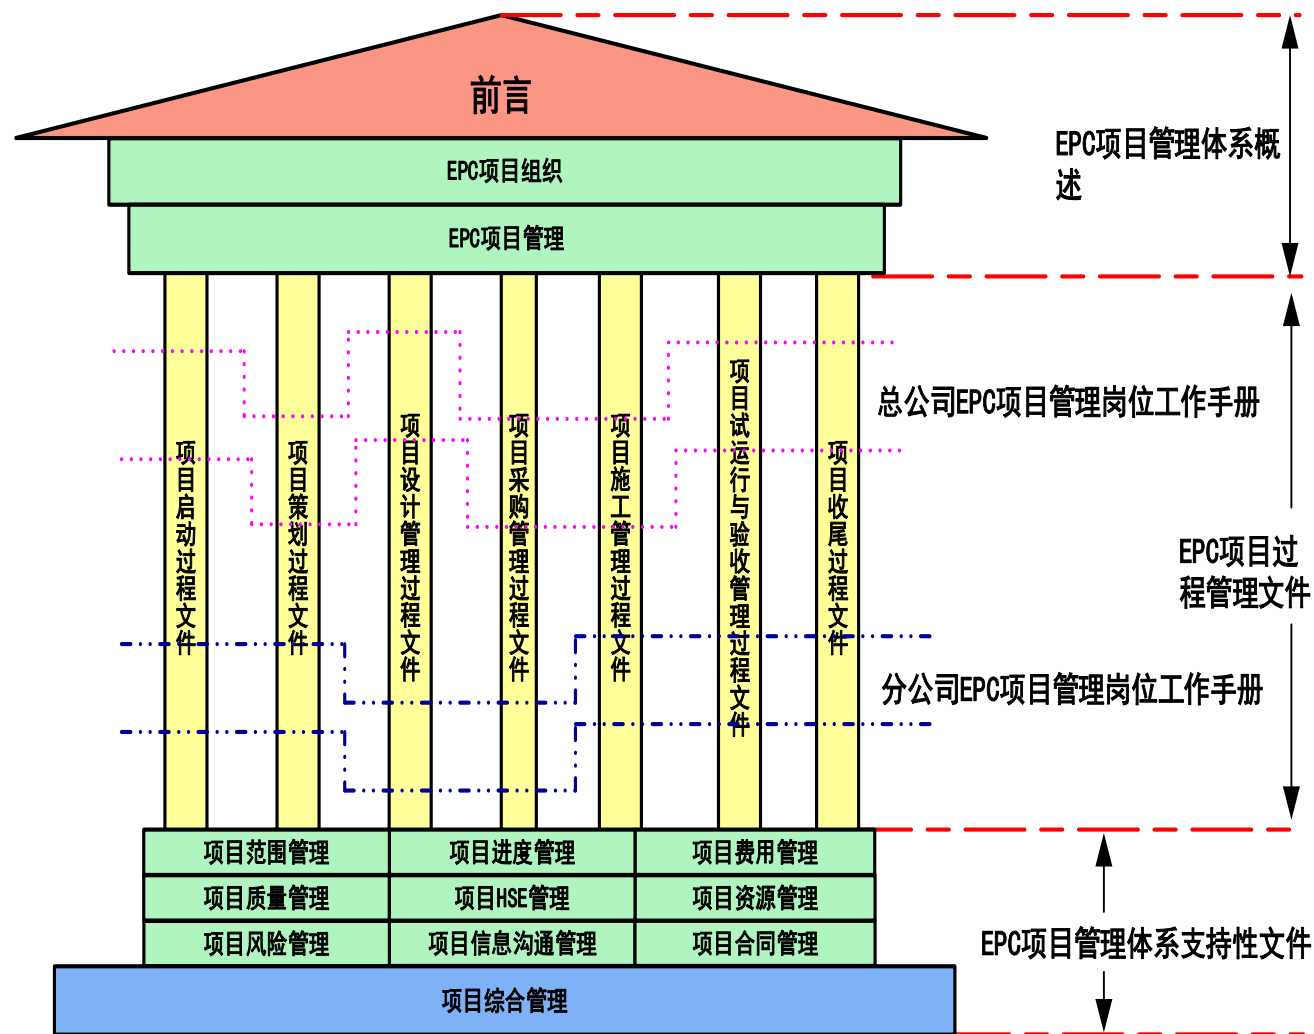 前言
EPC项目组织
EPC项目管理
EPC项目管理体系概
述
项目启动过程文件
项目策划过程文件
项目设计管理过程文件
项目采购管理过程文件
项目施工管理过程文件
项目试运行与验收管理过程文件
项目收尾过程文件
总公司EPC项目管理岗位工作手册
EPC项目过
程管理文件
分公司EPC项目管理岗位工作手册
项目范围管理
项目进度管理
项目费用管理
项目质量管理
项目HSE管理
项目资源管理
项目风险管理
项目信息沟通管理
项目合同管理
EPC项目管理体系支持性文件
项目综合管理